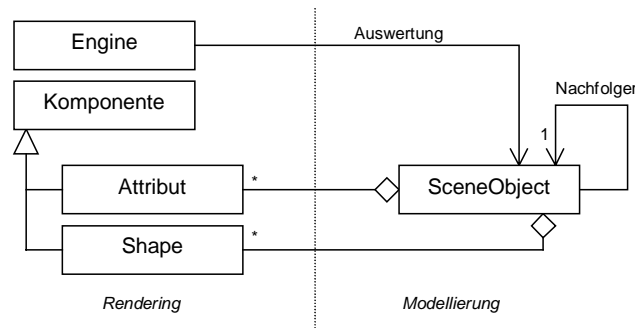 Engine
Auswertung
Komponente
Nachfolger
1
Attribut
*
SceneObject
Shape
*
Rendering
Modellierung